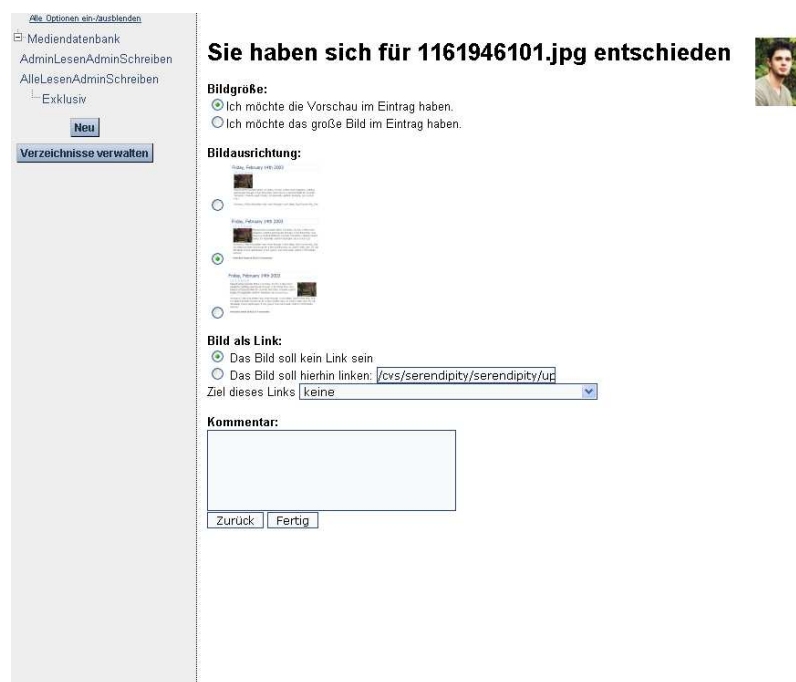 Alle Optionen ein-/ausblenden
Mediendatenbank
AdminLesenAdminSchreiben
AlleLesenAdminSchreiben
Exklusiv
Neu
Verzeichnisse verwalten
Sie haben sich für 1161946101.jpg entschieden
Bildgröße:
Ich möchte die Vorschau im Eintrag haben.
Ich möchte das große Bild im Eintrag haben.
Bildausrichtung:
Friday, February 14th 2003
Friday, February 14th 2003
Friday, February 14th 2003
Bild als Link:
Das Bild soll kein Link sein
Das Bild soll hierhin linken: /cvs/serendipity/serendipity/up
Ziel dieses Links keine
Kommentar:
Zurück Fertig